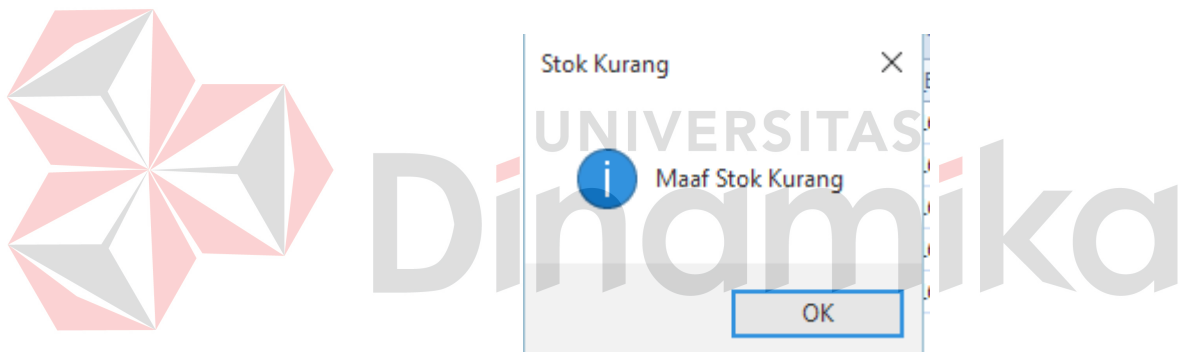 Stok Kurang
UNIVERSITAS
Maaf Stok Kurang
Dinamika
OK